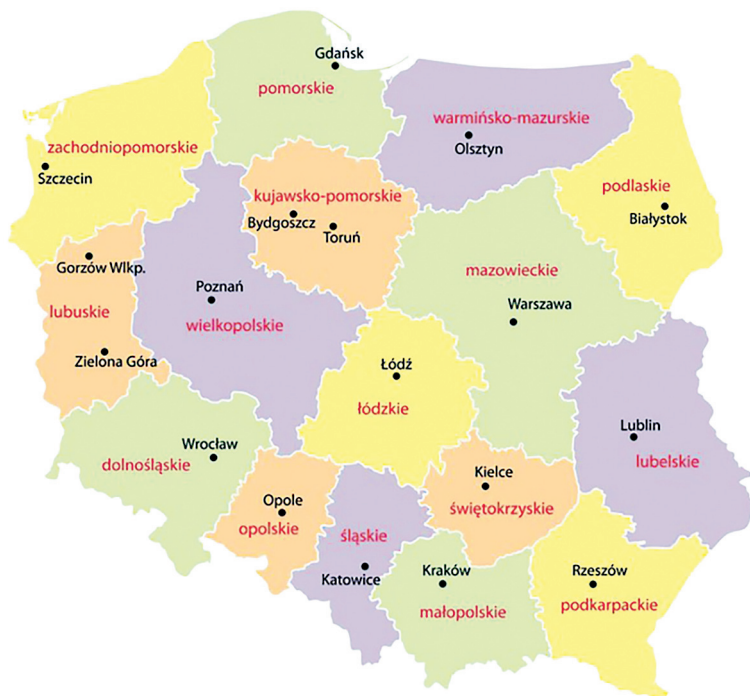 Gdańsk
pomorskie
warmińsko-mazurskie
Olsztyn
zachodniopomorskie
Szczecin
kujawsko-pomorskie
Bydgoszcz
Toruń
podlaskie
Białystok
Gorzów Wlkp.
lubuskie
Zielona Góra
Poznań
wielkopolskie
mazowieckie
Warszawa
Łódź
łódzkie
Wrocław
dolnośląskie
Lublin
lubelskie
Opole
opolskie
śląskie
Katowice
Kielce
świętokrzyskie
Kraków
małopolskie
Rzeszów
podkarpackie